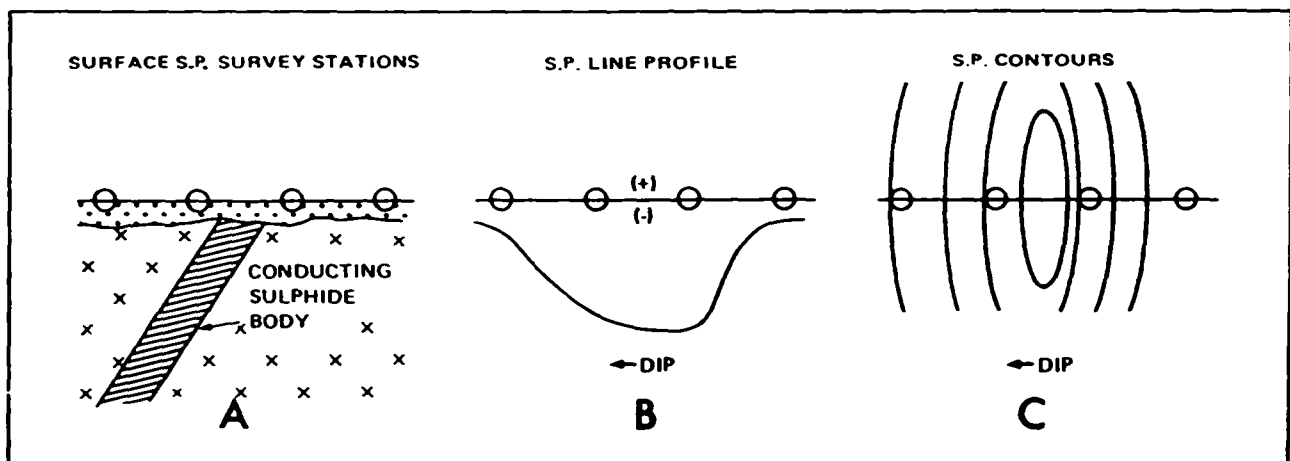 SURFACE S.P. SURVEY STATIONS
CONDUCTING
SULPHIDE
BODY
A
S.P. LINE PROFILE
(+)
(-)
←DIP
B
S.P. CONTOURS
←DIP
C